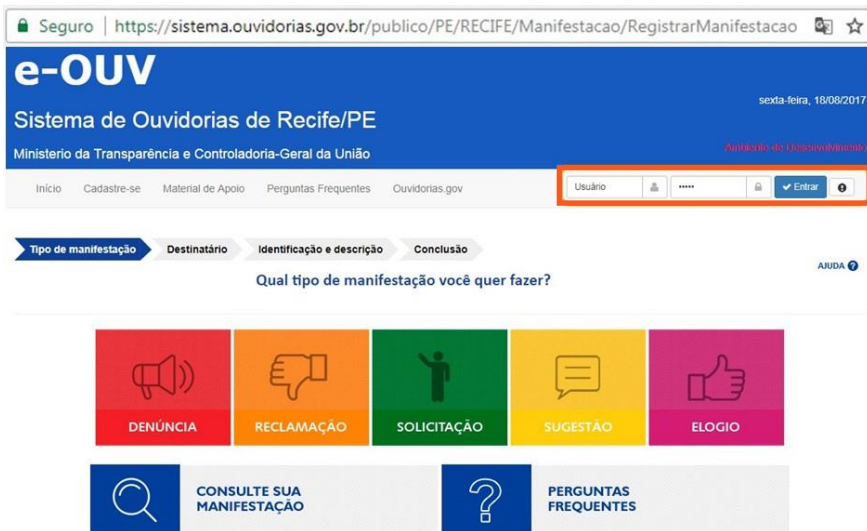 Seguro | https://sistema.ouvidorias.gov.br/publico/PE/RECIFE/Manifestacao/RegistrarManifestacao
e-OUV
sexta-feira, 18/08/2017
Sistema de Ouvidorias de Recife/PE
Ministerio da Transparência e Controladoria-Geral da União
Ambiente de Desenvolvimento
Início Cadastre-se Material de Apoio Perguntas Frequentes Ouvidorias.gov Usuário ••••• Entrar
Tipo de manifestação Destinatário Identificação e descrição Conclusão
AJUDA ?
Qual tipo de manifestação você quer fazer?
DENÚNCIA RECLAMAÇÃO SOLICITAÇÃO SUGESTÃO ELOGIO
CONSULTE SUA
MANIFESTAÇÃO
PERGUNTAS
FREQUENTES